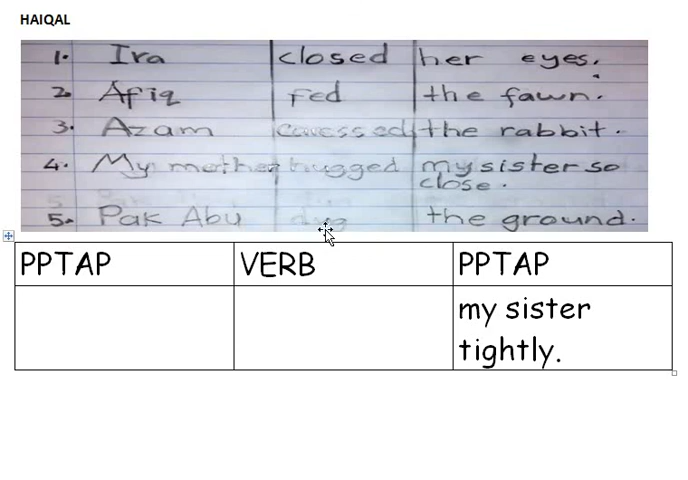 HAIQAL
1. Ira closed her eyes.
2. Afiq fed the fawn.
3. Azam caressed the rabbit.
4. My mother hugged my sister so
close.
5. Pak Abu dug the ground.
PPTAP VERB PPTAP
my sister
tightly.